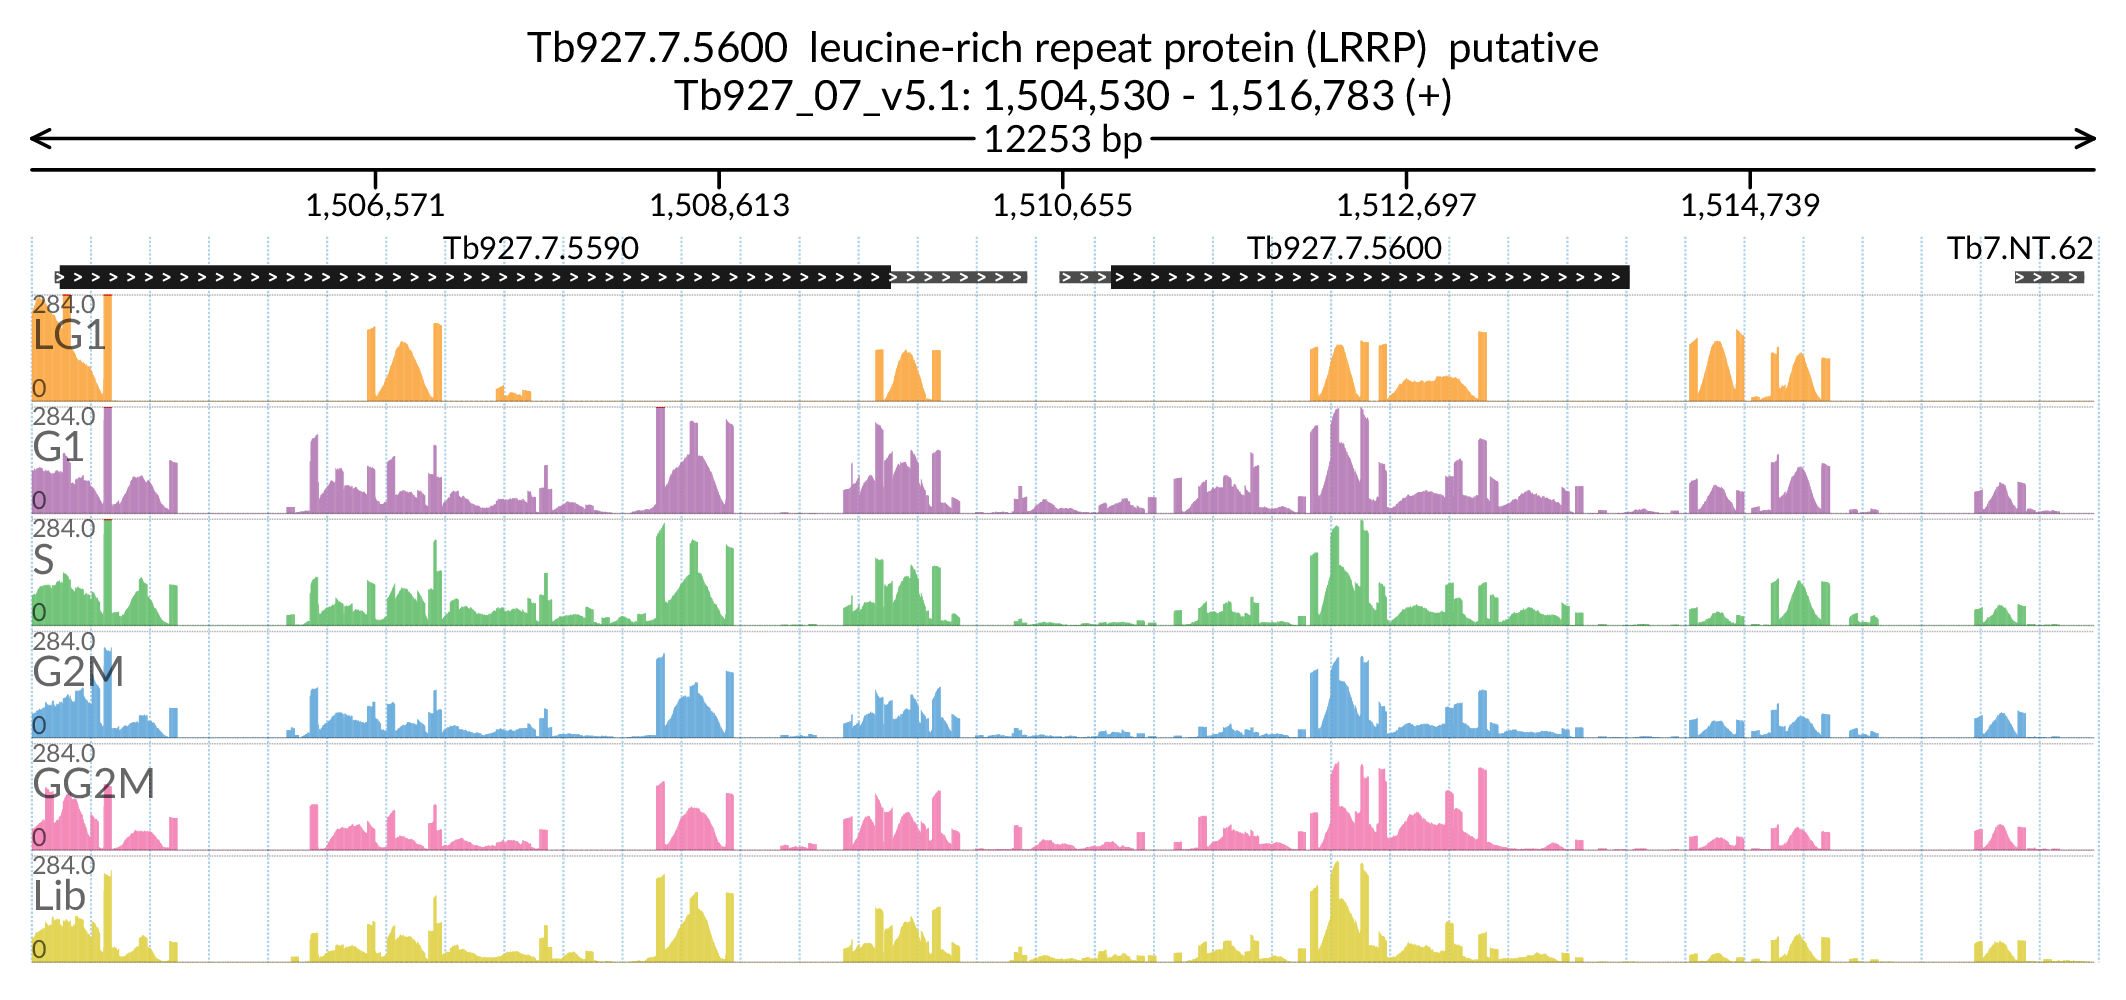 Tb927.7.5600 leucine-rich repeat protein (LRRP) putative
Tb927_07_v5.1: 1,504,530 - 1,516,783 (+)
12253 bp
1,506,571 1,508,613 1,510,655 1,512,697 1,514,739
Tb927.7.5590 Tb927.7.5600 Tb7.NT.62
284.0
LG1
0
284.0
G1
0
284.0
S
0
284.0
G2M
0
284.0
GG2M
0
284.0
Lib
0